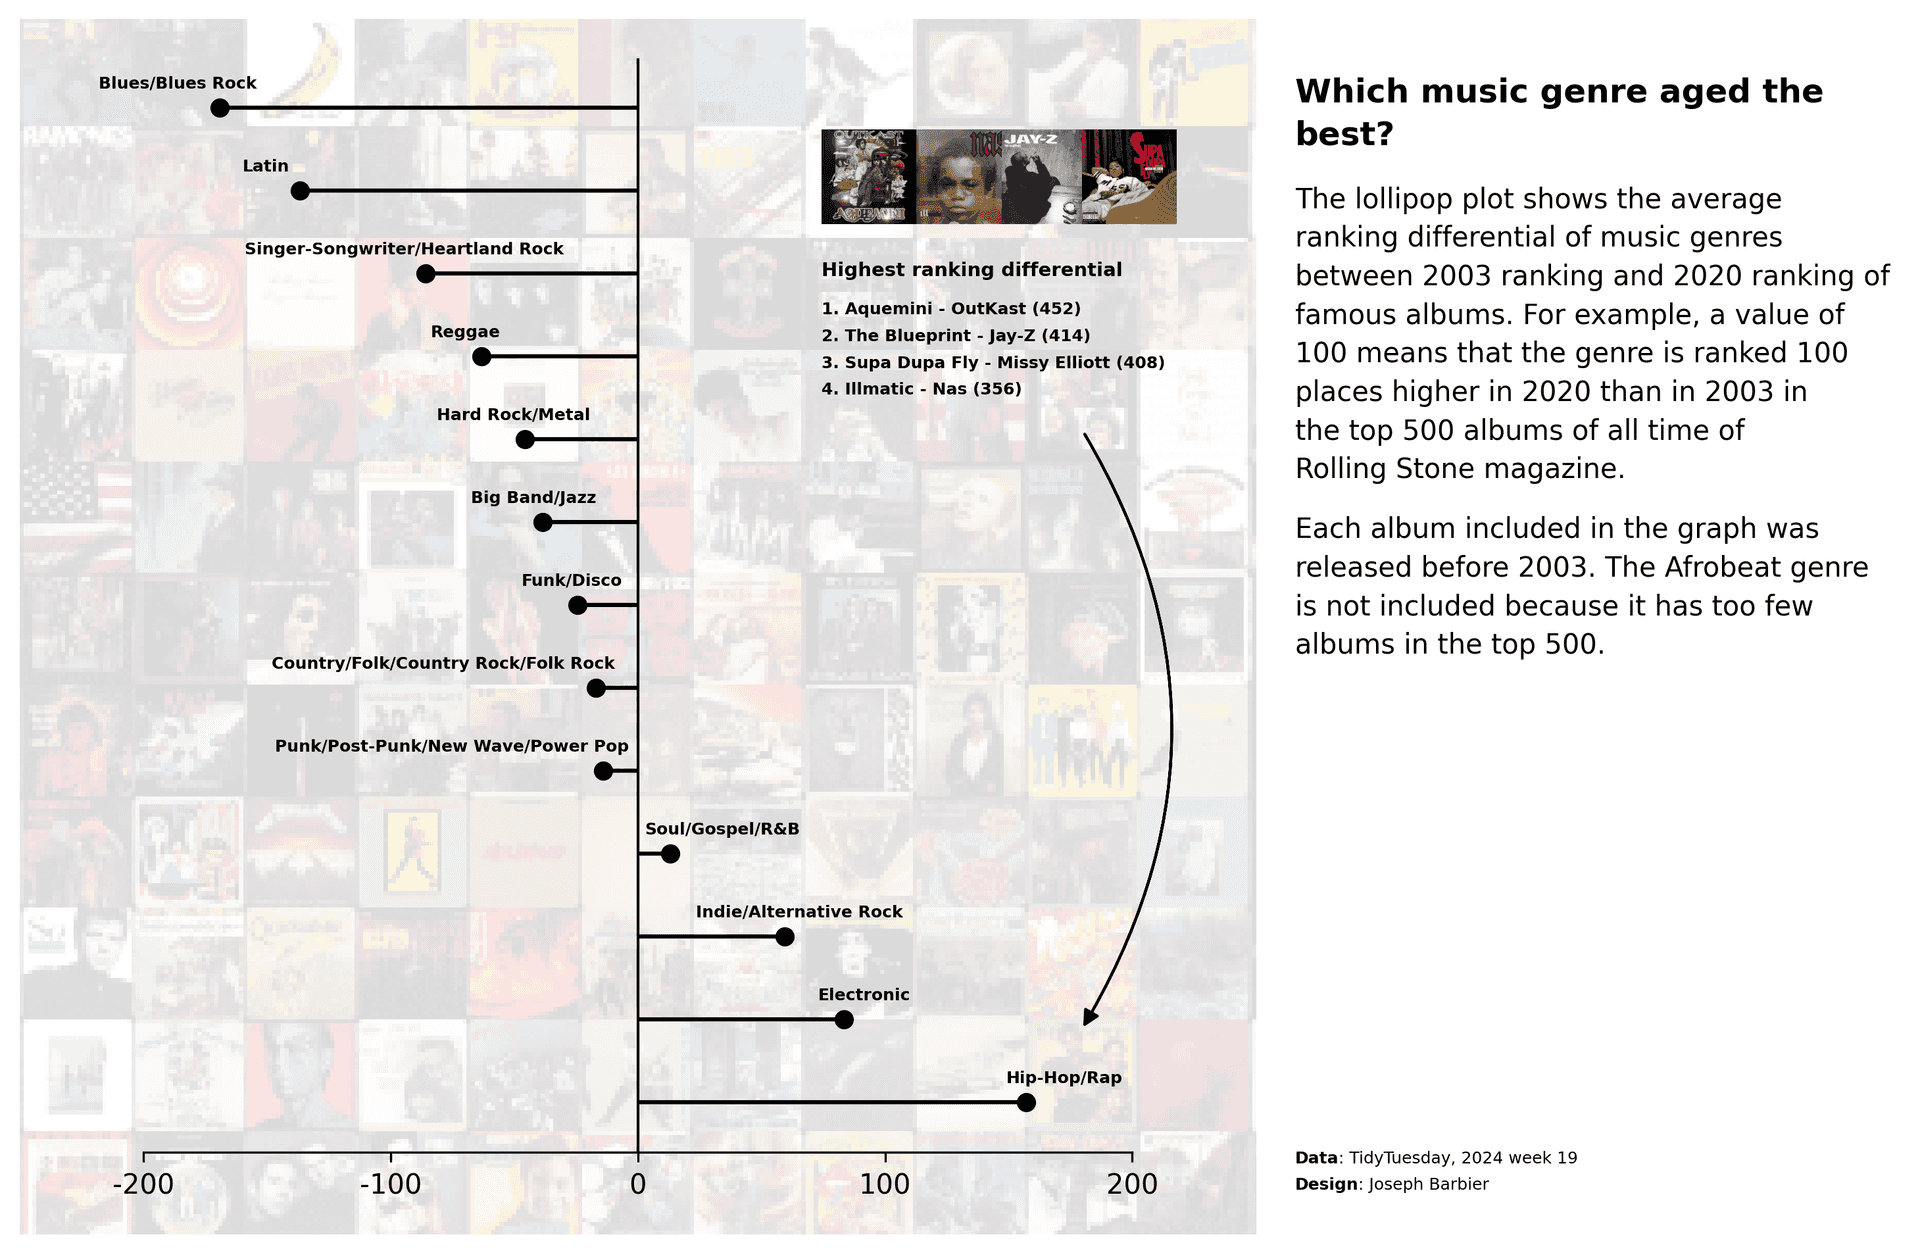 Which music genre aged the
best?
The lollipop plot shows the average
ranking differential of music genres
between 2003 ranking and 2020 ranking of
famous albums. For example, a value of
100 means that the genre is ranked 100
places higher in 2020 than in 2003 in
the top 500 albums of all time of
Rolling Stone magazine.
Each album included in the graph was
released before 2003. The Afrobeat genre
is not included because it has too few
albums in the top 500.
Blues/Blues Rock
Latin
Singer-Songwriter/Heartland Rock
Reggae
Hard Rock/Metal
Big Band/Jazz
Funk/Disco
Country/Folk/Country Rock/Folk Rock
Punk/Post-Punk/New Wave/Power Pop
Soul/Gospel/R&B
Indie/Alternative Rock
Electronic
Hip-Hop/Rap
OUTKAST
AQUEMINI
nas
JAY-Z
SUPA
DUPA
FLY
Highest ranking differential
1. Aquemini - OutKast (452)
2. The Blueprint - Jay-Z (414)
3. Supa Dupa Fly - Missy Elliott (408)
4. Illmatic - Nas (356)
-200
-100
0
100
200
Data: TidyTuesday, 2024 week 19
Design: Joseph Barbier